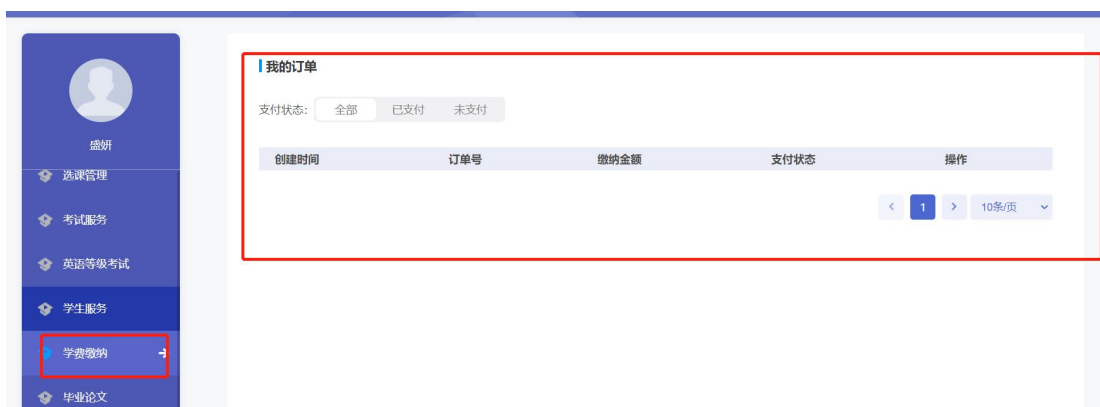 盛妍
选课管理
考试服务
英语等级考试
学生服务
学费缴纳
毕业论文
我的订单
支付状态: 全部 已支付 未支付
创建时间 订单号 缴纳金额 支付状态 操作
1 10条/页